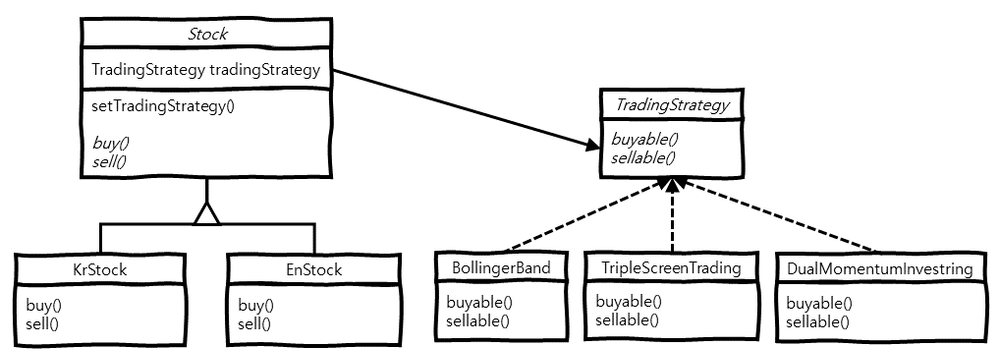 Stock
TradingStrategy tradingStrategy
setTradingStrategy()
buy()
sell()
TradingStrategy
buyable()
sellable()
KrStock
buy()
sell()
EnStock
buy()
sell()
BollingerBand
buyable()
sellable()
TripleScreenTrading
buyable()
sellable()
DualMomentumInvestring
buyable()
sellable()